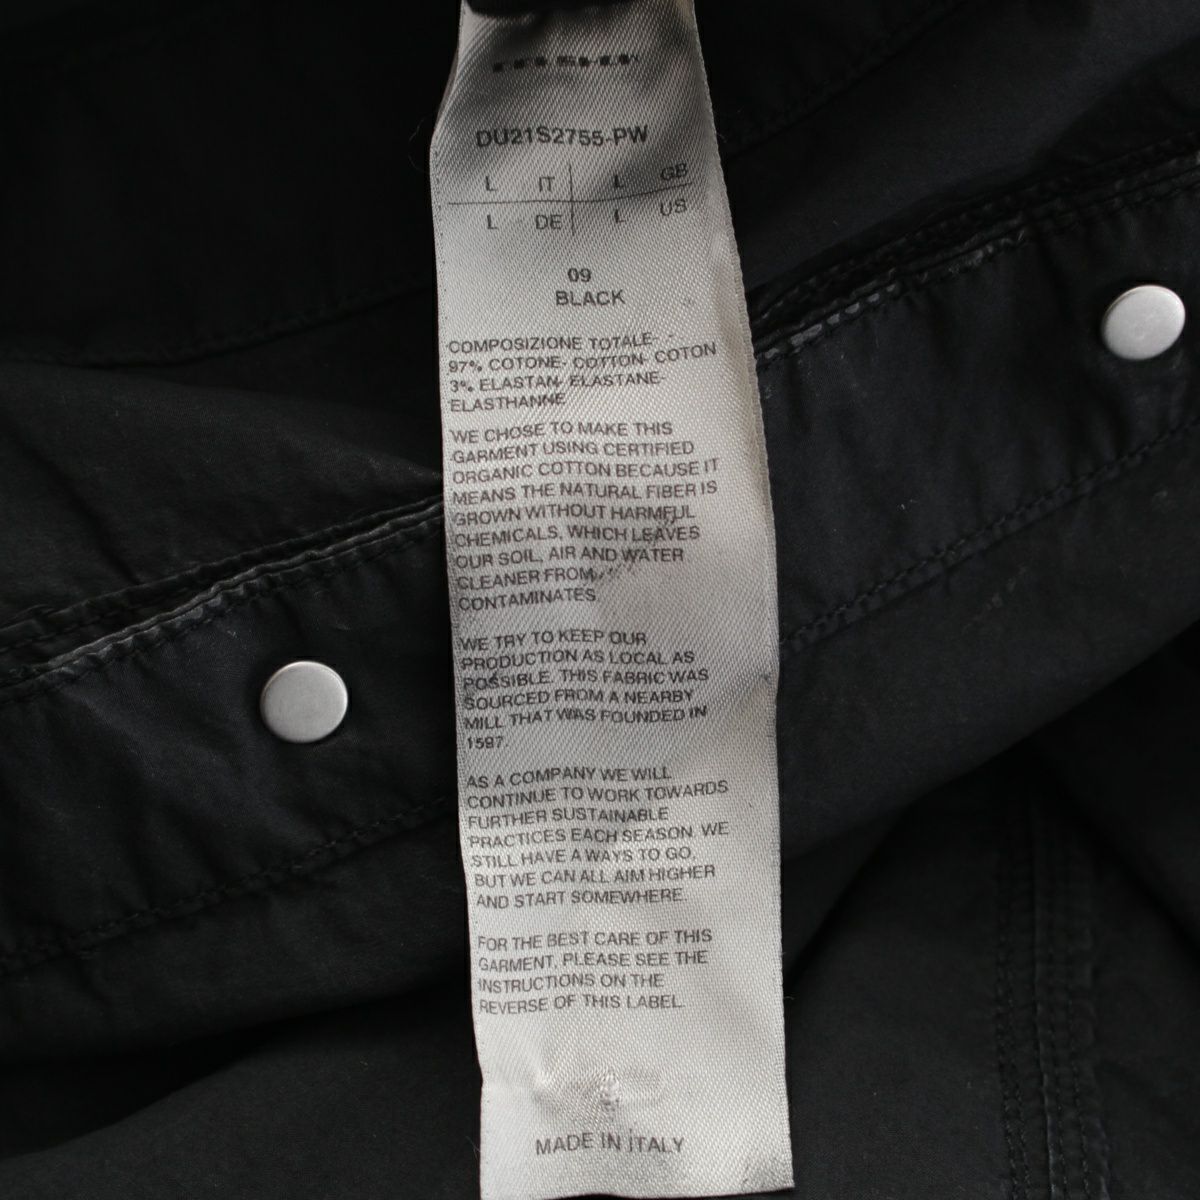 DU21S2755-PW
L IT L GB
L DE L US
09
BLACK
COMPOSIZIONE TOTALE-
97% COTONE- COTTON- COTON
3% ELASTAN- ELASTANE-
ELASTHANNE
WE CHOSE TO MAKE THIS
GARMENT USING CERTIFIED
ORGANIC COTTON BECAUSE IT
MEANS THE NATURAL FIBER IS
GROWN WITHOUT HARMFUL
CHEMICALS, WHICH LEAVES
OUR SOIL, AIR AND WATER
CLEANER FROM
CONTAMINATES.
WE TRY TO KEEP OUR
PRODUCTION AS LOCAL AS
POSSIBLE. THIS FABRIC WAS
SOURCED FROM A NEARBY
MILL THAT WAS FOUNDED IN
1597.
AS A COMPANY WE WILL
CONTINUE TO WORK TOWARDS
FURTHER SUSTAINABLE
PRACTICES EACH SEASON. WE
STILL HAVE A WAYS TO GO,
BUT WE CAN ALL AIM HIGHER
AND START SOMEWHERE.
FOR THE BEST CARE OF THIS
GARMENT, PLEASE SEE THE
INSTRUCTIONS ON THE
REVERSE OF THIS LABEL.
MADE IN ITALY